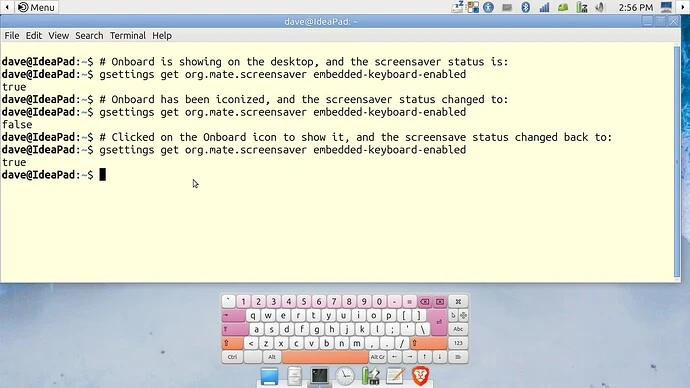 Menu
2:56 PM
dave@IdeaPad: ~
File Edit View Search Terminal Help
dave@IdeaPad:~$ # Onboard is showing on the desktop, and the screensaver status is:
dave@IdeaPad:~$ gsettings get org.mate.screensaver embedded-keyboard-enabled
true
dave@IdeaPad:~$ # Onboard has been iconized, and the screensaver status changed to:
dave@IdeaPad:~$ gsettings get org.mate.screensaver embedded-keyboard-enabled
false
dave@IdeaPad:~$ # Clicked on the Onboard icon to show it, and the screensave status changed back to:
dave@IdeaPad:~$ gsettings get org.mate.screensaver embedded-keyboard-enabled
true
dave@IdeaPad:~$
` 1 2 3 4 5 6 7 8 9 0 - =
q w e r t y u i o p [ ]
a s d f g h j k l ; ' \ Abc
< z x c v b n m , . / 123
Ctrl Alt Alt Gr